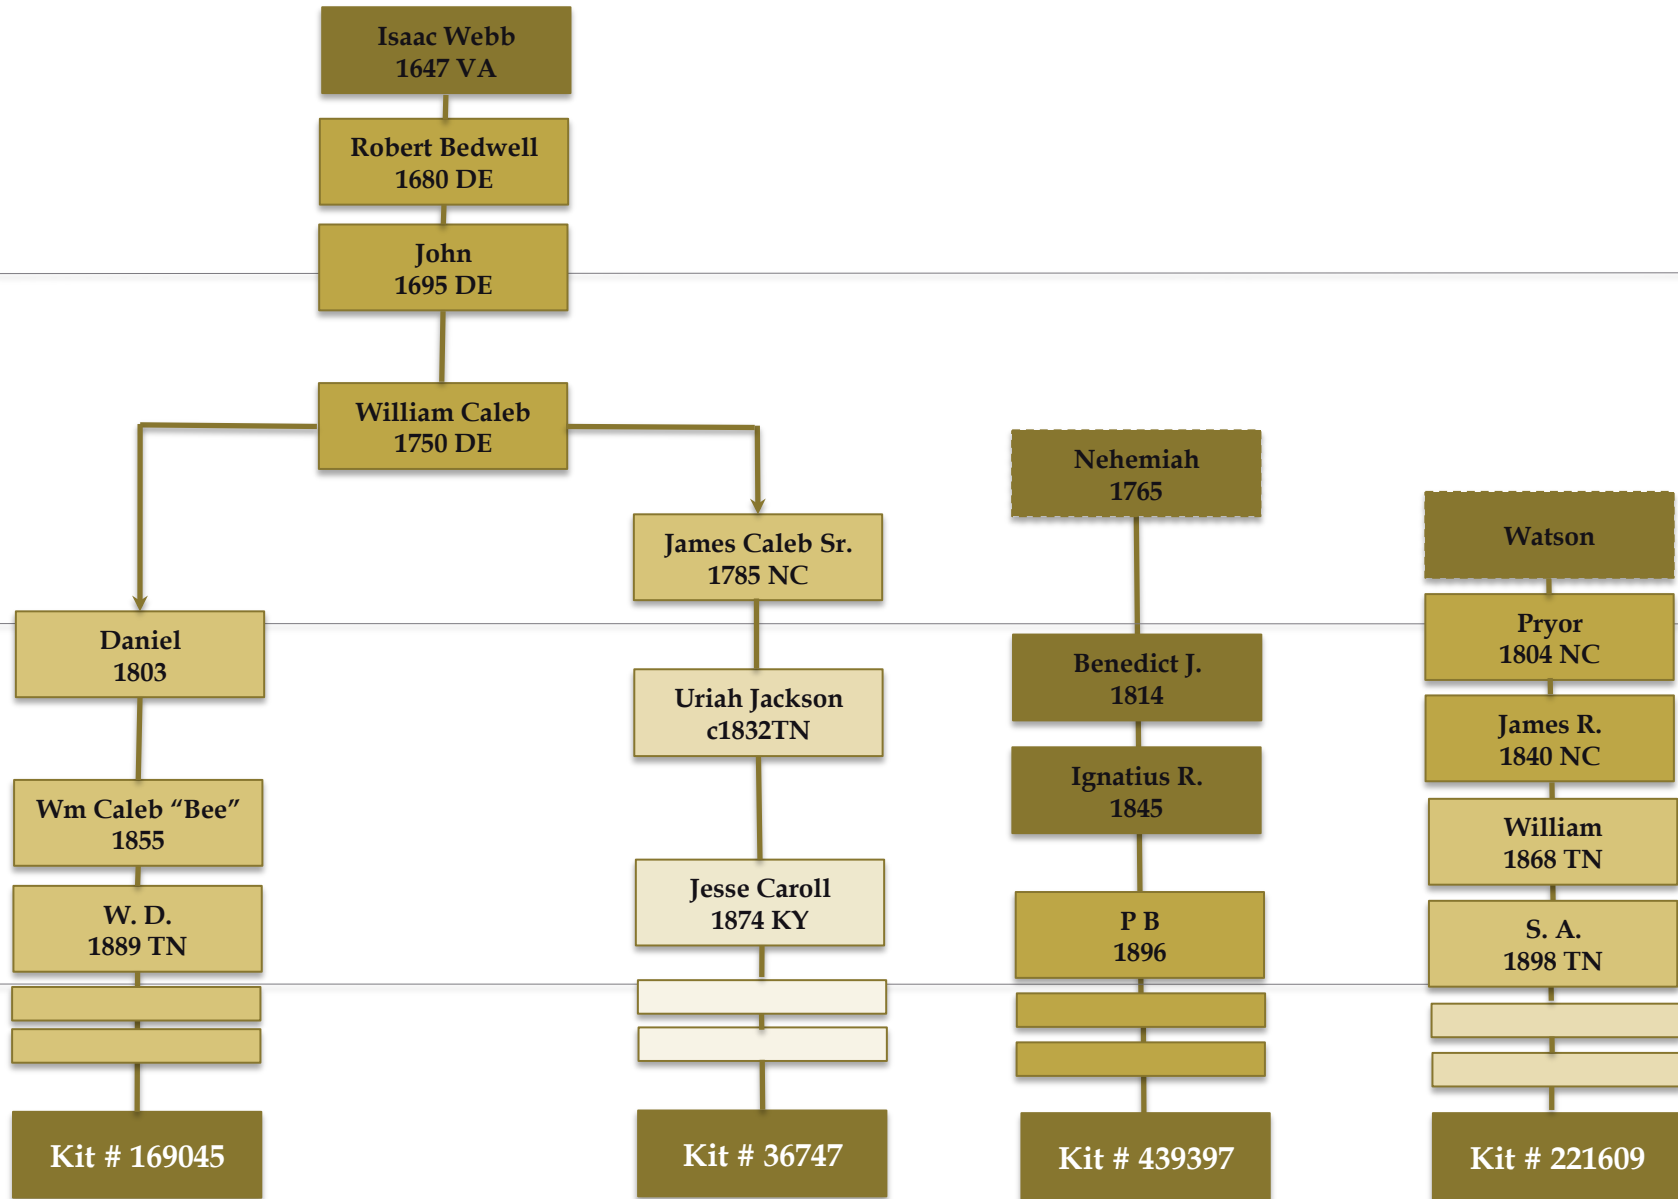 Isaac Webb
1647 VA
Robert Bedwell
1680 DE
John
1695 DE
William Caleb
1750 DE
Daniel
1803
Wm Caleb “Bee”
1855
W. D.
1889 TN
Kit # 169045
James Caleb Sr.
1785 NC
Uriah Jackson
c1832TN
Jesse Caroll
1874 KY
Kit # 36747
Nehemiah
1765
Benedict J.
1814
Ignatius R.
1845
P B
1896
Kit # 439397
Watson
Pryor
1804 NC
James R.
1840 NC
William
1868 TN
S. A.
1898 TN
Kit # 221609